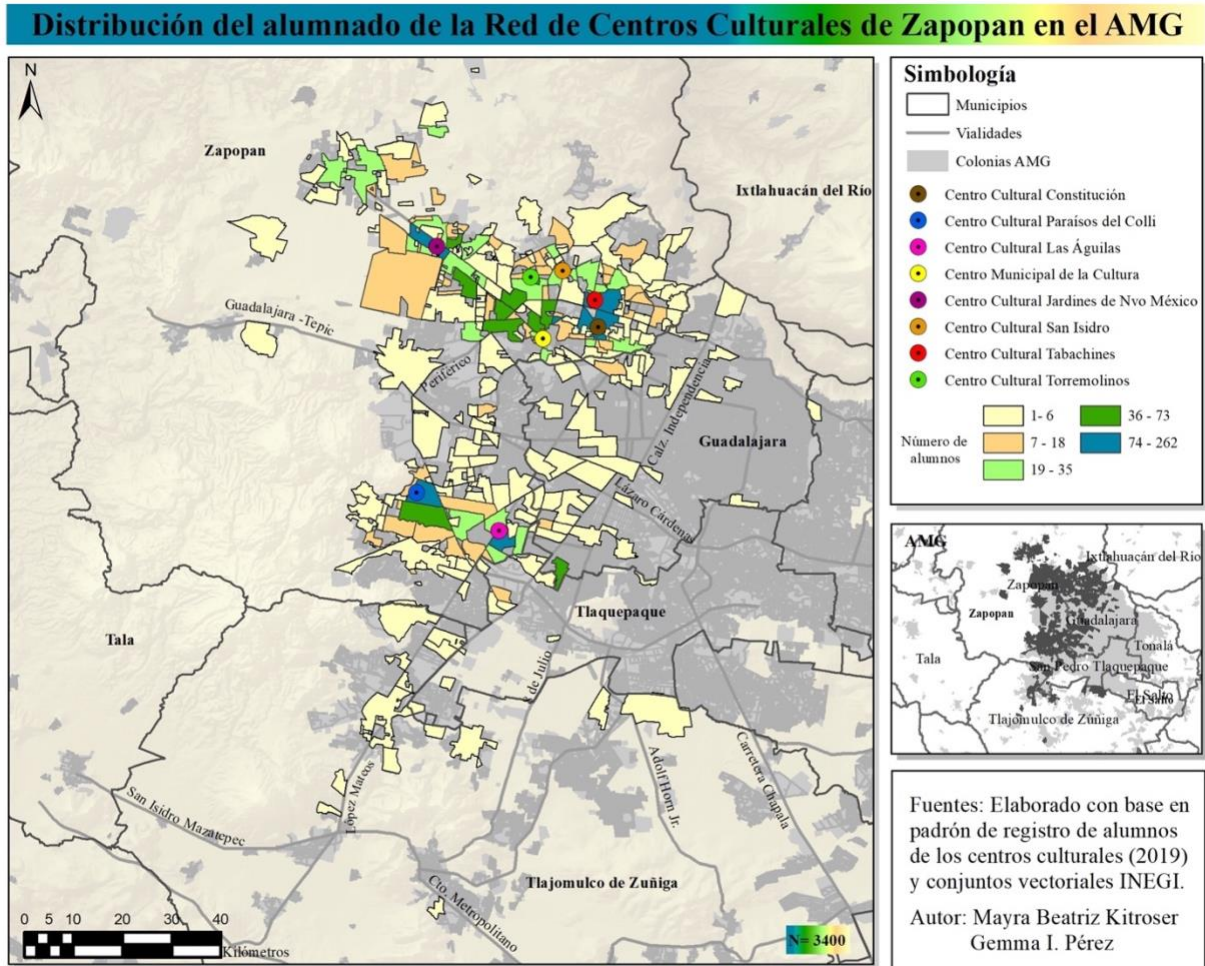 Distribución del alumnado de la Red de Centros Culturales de Zapopan en el AMG
N
Zapopan
Ixtlahuacán del Río
Guadalajara -Tepic
Periférico
Calz. Independencia
Guadalajara
Lázaro Cárdenas
Tlaquepaque
Tala
8 de Julio
López Mateos
Adolf Horn Jr.
Carretera Chapala
San Isidro Mazatepec
Tlajomulco de Zuñiga
Cto. Metropolitano
0 5 10 20 30 40
Kilómetros
N= 3400
Simbología
Municipios
Vialidades
Colonias AMG
Centro Cultural Constitución
Centro Cultural Paraísos del Colli
Centro Cultural Las Águilas
Centro Municipal de la Cultura
Centro Cultural Jardines de Nvo México
Centro Cultural San Isidro
Centro Cultural Tabachines
Centro Cultural Torremolinos
Número de
alumnos
1- 6
7 - 18
19 - 35
36 - 73
74 - 262
AMG
Ixtlahuacán del Río
Zapopan
Zapopan
Guadalajara
Tonalá
Tala
San Pedro Tlaquepaque
El Salto
El Salto
Tlajomulco de Zúñiga
Fuentes: Elaborado con base en
padrón de registro de alumnos
de los centros culturales (2019)
y conjuntos vectoriales INEGI.
Autor: Mayra Beatriz Kitroser
Gemma I. Pérez